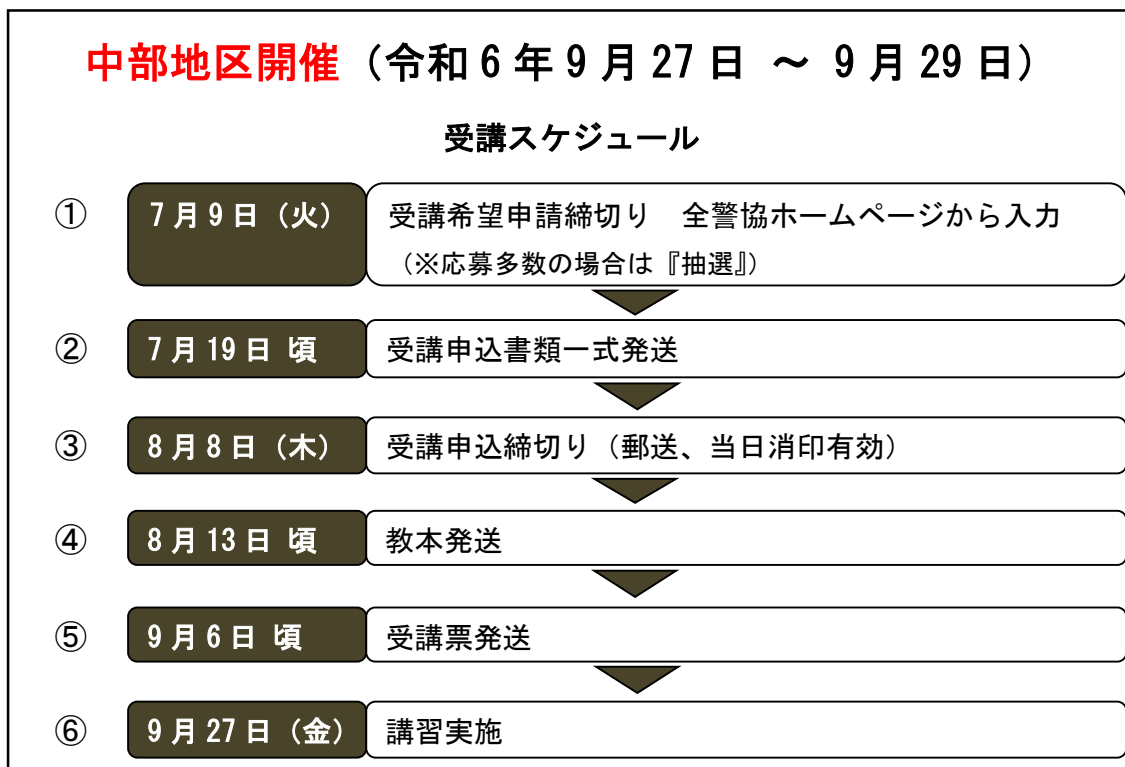 中部地区開催（令和６年９月27日 ～ ９月29日）
受講スケジュール
① ７月９日（火） 受講希望申請締切り　全警協ホームページから入力
（※応募多数の場合は『抽選』）
② ７月19日 頃 受講申込書類一式発送
③ ８月８日（木） 受講申込締切り（郵送、当日消印有効）
④ ８月13日 頃 教本発送
⑤ ９月６日 頃 受講票発送
⑥ ９月27日（金） 講習実施